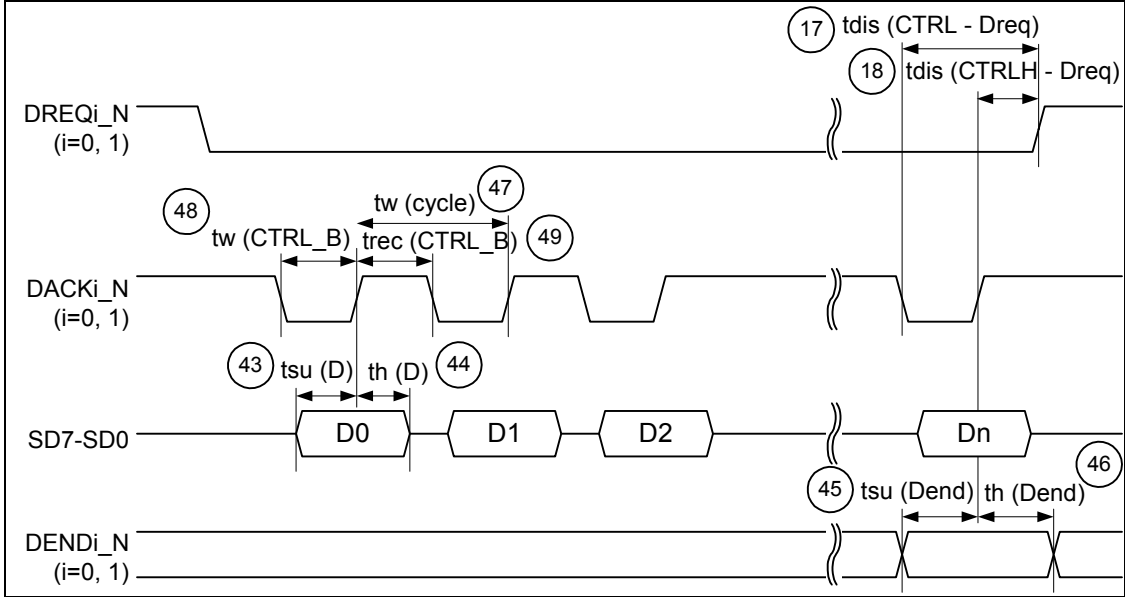 17 tdis (CTRL - Dreq)
18 tdis (CTRLH - Dreq)
DREQi_N
(i=0, 1)
47
tw (cycle)
48
tw (CTRL_B) trec (CTRL_B) 49
DACKi_N
(i=0, 1)
43 tsu (D) th (D) 44
SD7-SD0 D0 D1 D2 Dn
46
45 tsu (Dend) th (Dend)
DENDi_N
(i=0, 1)